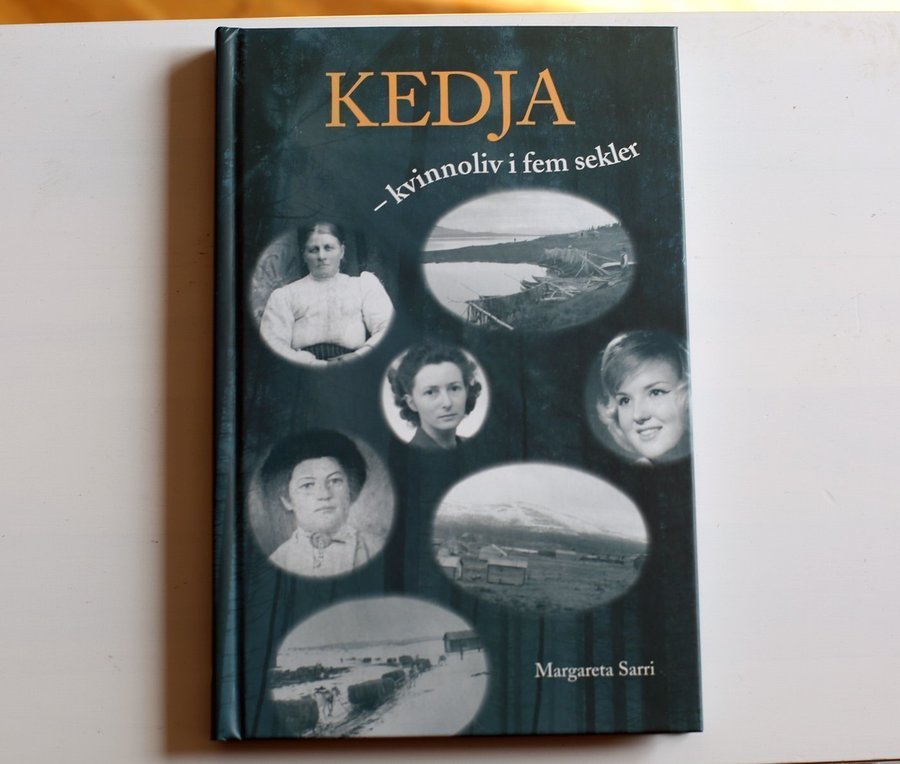 KEDJA
– kvinnoliv i fem sekler
Margareta Sarri